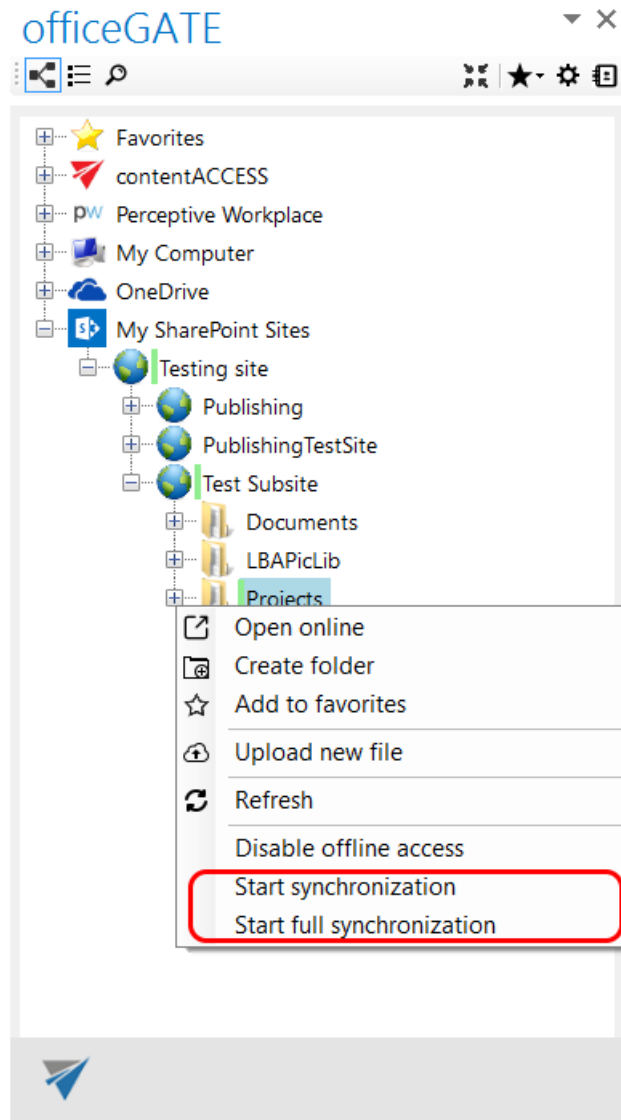 officeGATE
Favorites
contentACCESS
pw Perceptive Workplace
My Computer
OneDrive
My SharePoint Sites
Testing site
Publishing
PublishingTestSite
Test Subsite
Documents
LBAPicLib
Projects
Open online
Create folder
Add to favorites
Upload new file
Refresh
Disable offline access
Start synchronization
Start full synchronization